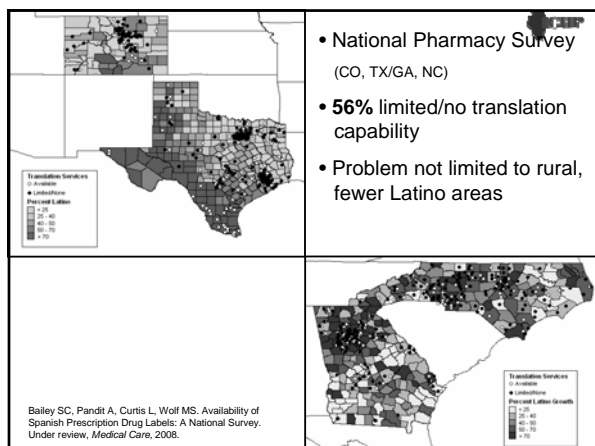 • National Pharmacy Survey
(CO, TX/GA, NC)
• 56% limited/no translation
capability
• Problem not limited to rural,
fewer Latino areas
Translation Services
Available
Limited/None
Percent Latino
< 25
25 - 40
40 - 50
50 - 70
> 70
Bailey SC, Pandit A, Curtis L, Wolf MS. Availability of
Spanish Prescription Drug Labels: A National Survey.
Under review, Medical Care, 2008.
Translation Services
Available
Limited/None
Percent Latino Growth
< 25
25 - 40
40 - 50
50 - 70
> 70